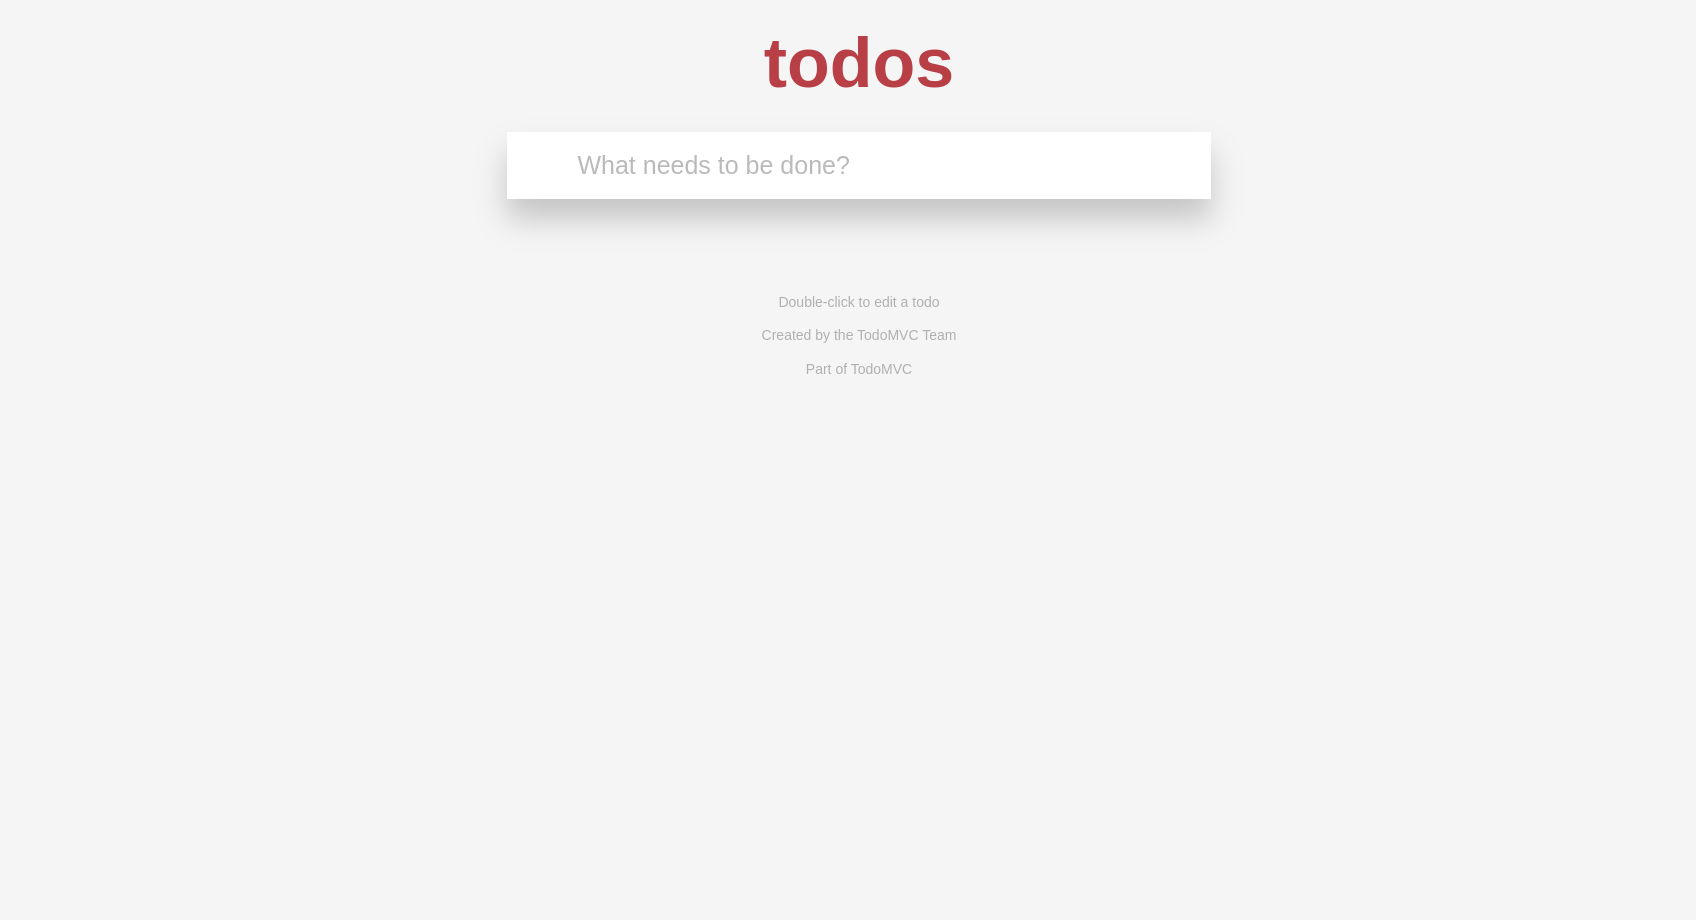 todos
What needs to be done?
Double-click to edit a todo
Created by the TodoMVC Team
Part of TodoMVC